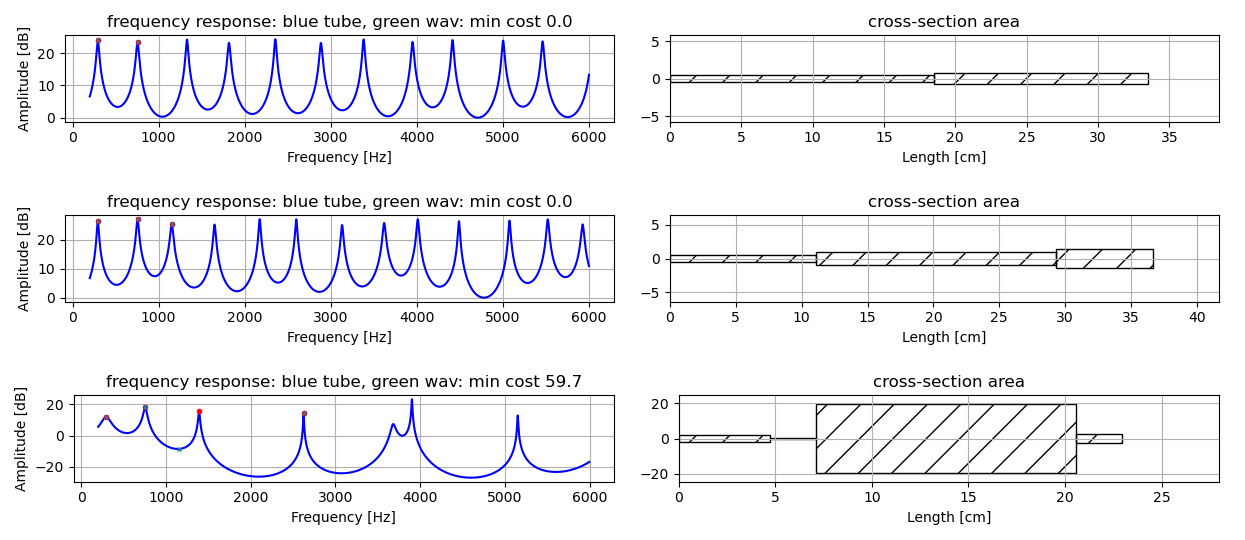 frequency response: blue tube, green wav: min cost 0.0
Amplitude [dB]
20
10
0
0 1000 2000 3000 4000 5000 6000
Frequency [Hz]
cross-section area
5
0
−5
0 5 10 15 20 25 30 35
Length [cm]
frequency response: blue tube, green wav: min cost 0.0
Amplitude [dB]
20
10
0
0 1000 2000 3000 4000 5000 6000
Frequency [Hz]
cross-section area
5
0
−5
0 5 10 15 20 25 30 35 40
Length [cm]
frequency response: blue tube, green wav: min cost 59.7
Amplitude [dB]
20
0
−20
0 1000 2000 3000 4000 5000 6000
Frequency [Hz]
cross-section area
20
0
−20
0 5 10 15 20 25
Length [cm]